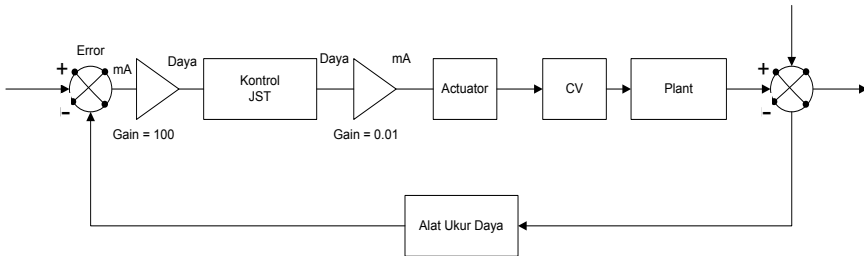 Error
+
-
mA
Daya
Gain = 100
Kontrol
JST
Daya
mA
Gain = 0.01
Actuator
CV
Plant
+
-
Alat Ukur Daya